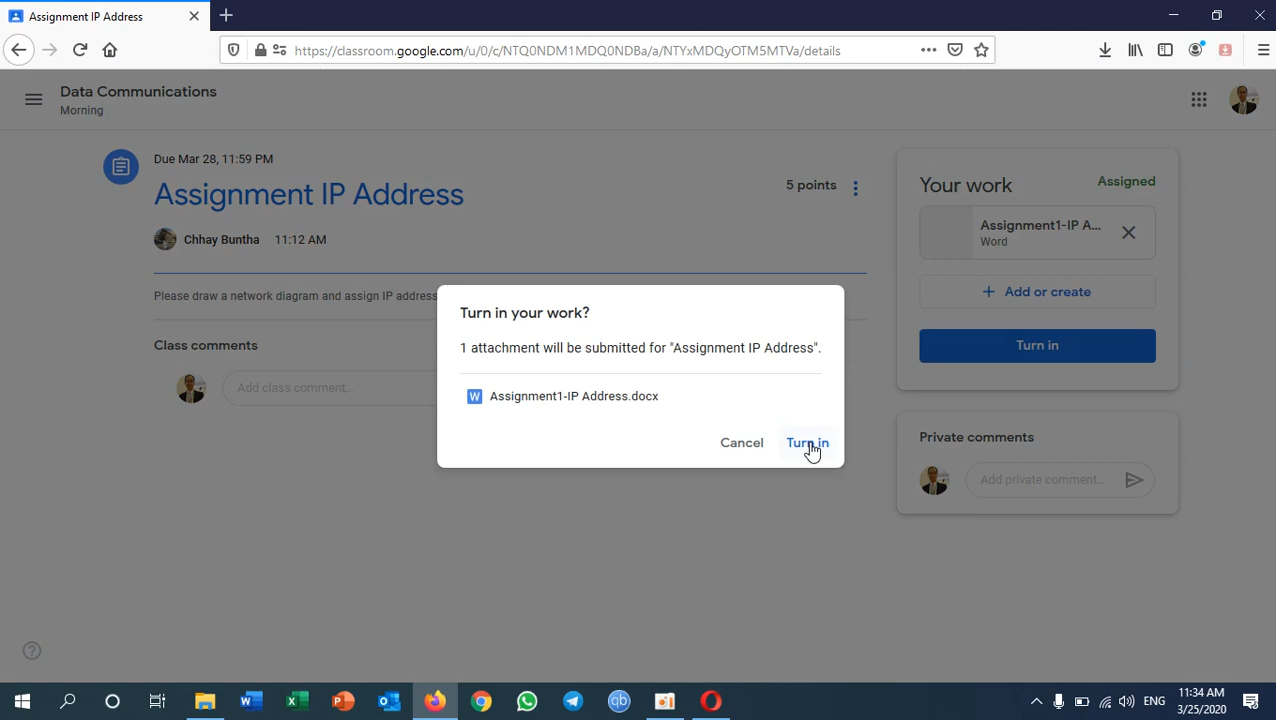 Assignment IP Address
https://classroom.google.com/u/0/c/NTQ0NDM1MDQ0NDBa/a/NTYxMDQyOTM5MTVa/details
Data Communications
Morning
Due Mar 28, 11:59 PM
Assignment IP Address
5 points
Chhay Buntha 11:12 AM
Please draw a network diagram and assign IP address
Class comments
Add class comment...
Your work
Assigned
Assignment1-IP A...
Word
Add or create
Turn in
Private comments
Add private comment...
Turn in your work?
1 attachment will be submitted for "Assignment IP Address".
W Assignment1-IP Address.docx
Cancel Turn in
ENG
11:34 AM
3/25/2020